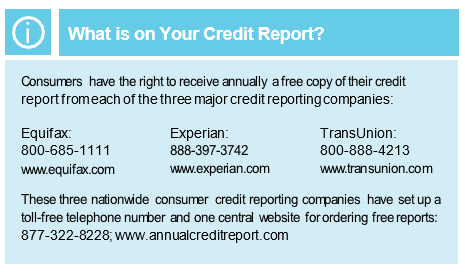 What is on Your Credit Report?
Consumers have the right to receive annually a free copy of their credit
report from each of the three major credit reporting companies:
Equifax:
800-685-1111
www.equifax.com
Experian:
888-397-3742
www.experian.com
TransUnion:
800-888-4213
www.transunion.com
These three nationwide consumer credit reporting companies have set up a
toll-free telephone number and one central website for ordering free reports:
877-322-8228; www.annualcreditreport.com